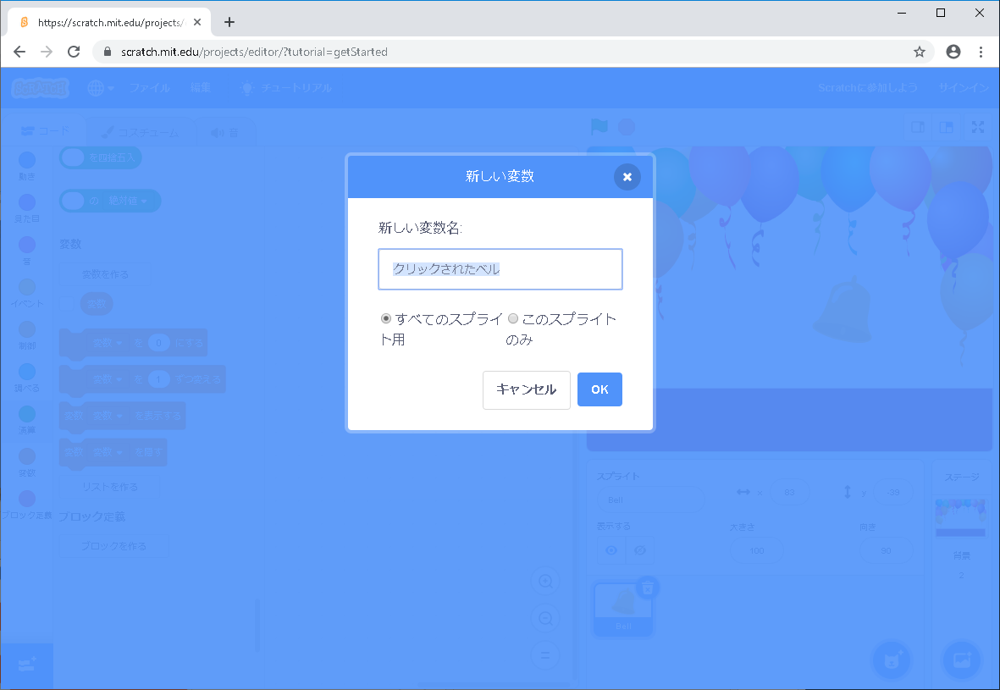 https://scratch.mit.edu/projects/
scratch.mit.edu/projects/editor/?tutorial=getStarted
SCRATCH ファイル 編集 チュートリアル Scratchに参加しよう サインイン
コード コスチューム 音
動き
見た目
音
イベント
制御
調べる
演算
変数
ブロック定義
を四捨五入
の 絶対値
変数
変数を作る
変数
変数 を 0 にする
変数 を 1 ずつ変える
変数 変数 を表示する
変数 変数 を隠す
リストを作る
ブロック定義
ブロックを作る
新しい変数
新しい変数名:
クリックされたベル
すべてのスプライ
ト用
このスプライト
のみ
キャンセル OK
スプライト
Bell x 83 y -39
表示する 大きさ 向き
100 90
Bell
ステージ
背景
2